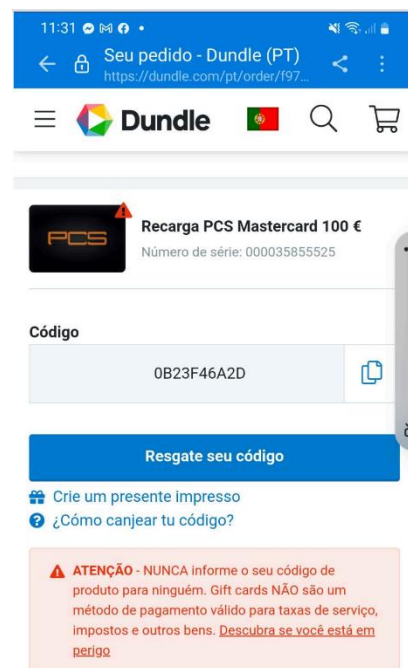 11:31
Seu pedido - Dundle (PT)
https://dundle.com/pt/order/f97...
Dundle
PCS
Recarga PCS Mastercard 100 €
Número de série: 000035855525
Código
0B23F46A2D
Resgate seu código
Crie um presente impresso
¿Cómo canjear tu código?
ATENÇÃO - NUNCA informe o seu código de
produto para ninguém. Gift cards NÃO são um
método de pagamento válido para taxas de serviço,
impostos e outros bens. Descubra se você está em
perigo